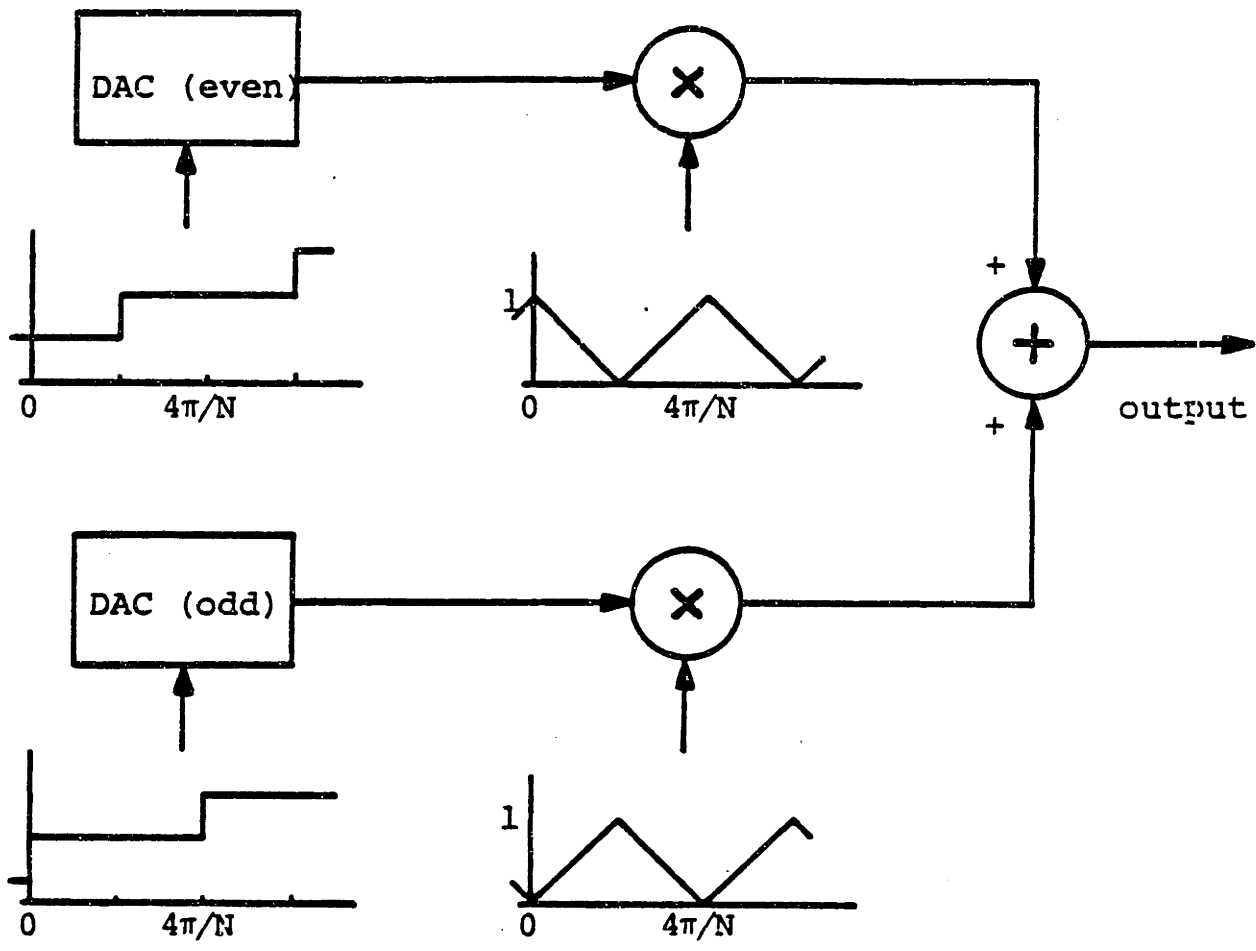 DAC (even)
×
+
1
0 4π/N
0 4π/N
+
output
+
DAC (odd)
×
1
0 4π/N
0 4π/N